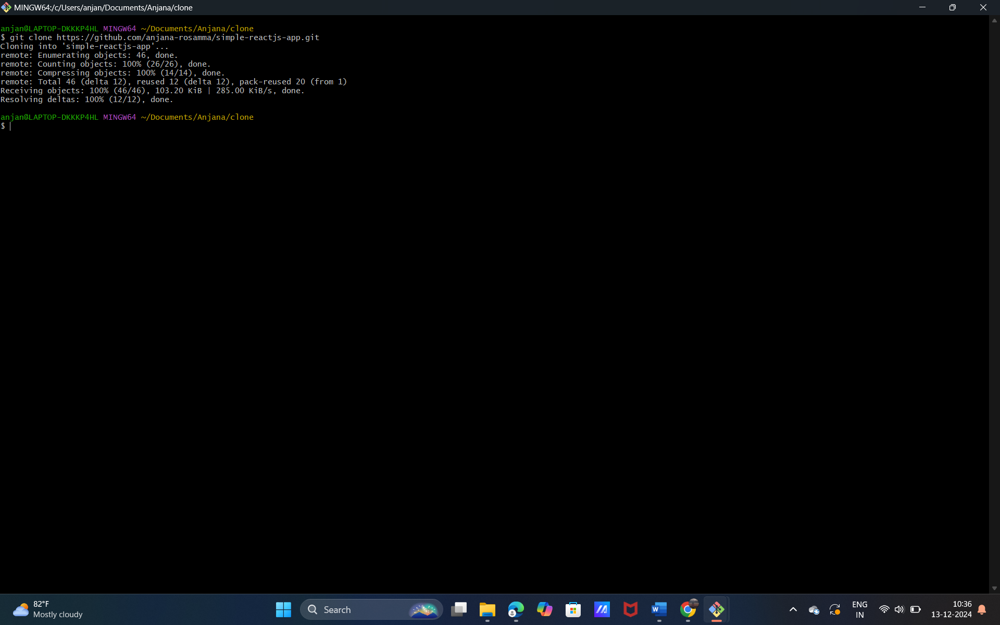 MINGW64:/c/Users/anjan/Documents/Anjana/clone
anjan@LAPTOP-DKKKP4HL MINGW64 ~/Documents/Anjana/clone
$ git clone https://github.com/anjana-rosamma/simple-reactjs-app.git
Cloning into 'simple-reactjs-app'...
remote: Enumerating objects: 46, done.
remote: Counting objects: 100% (26/26), done.
remote: Compressing objects: 100% (14/14), done.
remote: Total 46 (delta 12), reused 12 (delta 12), pack-reused 20 (from 1)
Receiving objects: 100% (46/46), 103.20 KiB | 285.00 KiB/s, done.
Resolving deltas: 100% (12/12), done.
anjan@LAPTOP-DKKKP4HL MINGW64 ~/Documents/Anjana/clone
$
82°F
Mostly cloudy
Search
ENG
IN
10:36
13-12-2024